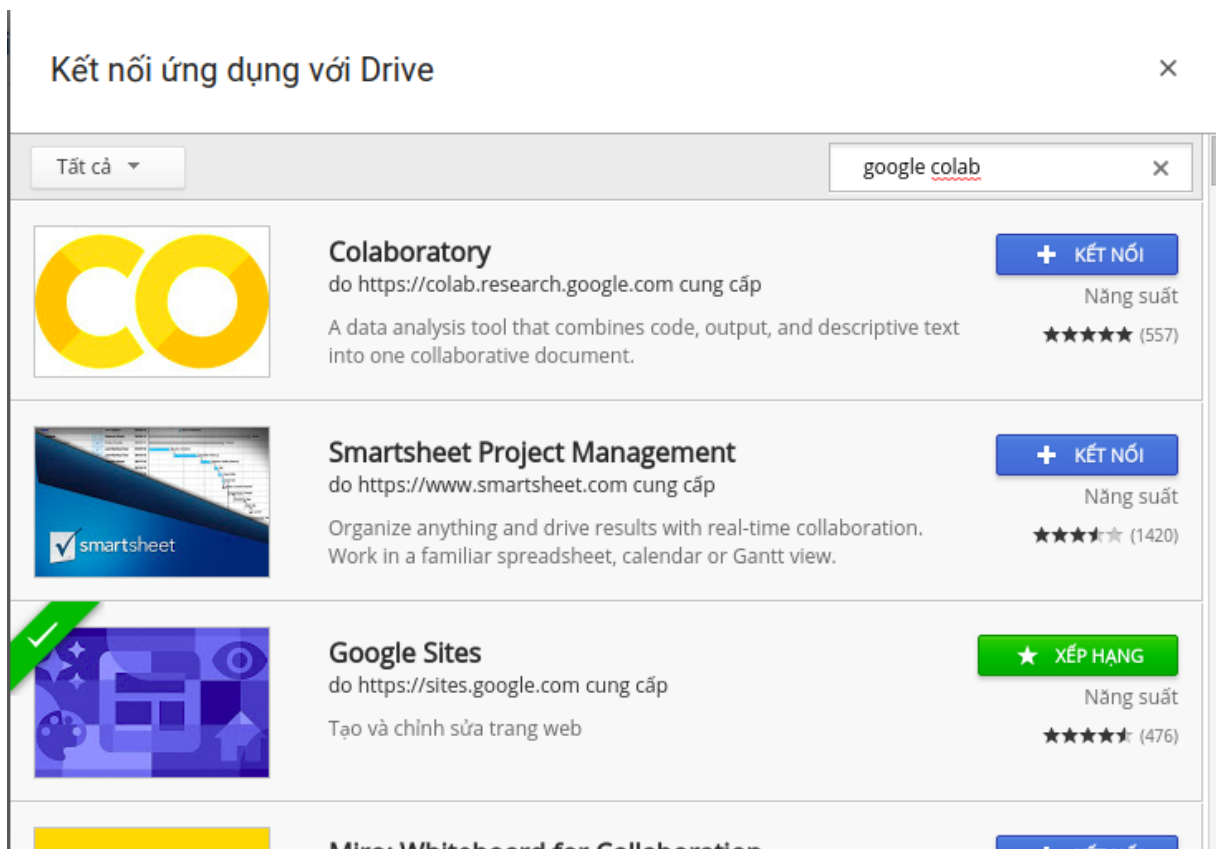 Kết nối ứng dụng với Drive
Tất cả
google colab
Colaboratory
do https://colab.research.google.com cung cấp
A data analysis tool that combines code, output, and descriptive text
into one collaborative document.
KẾT NỐI
Năng suất
(557)
smartsheet
Smartsheet Project Management
do https://www.smartsheet.com cung cấp
Organize anything and drive results with real-time collaboration.
Work in a familiar spreadsheet, calendar or Gantt view.
KẾT NỐI
Năng suất
(1420)
Google Sites
do https://sites.google.com cung cấp
Tạo và chỉnh sửa trang web
XẾP HẠNG
Năng suất
(476)
Miro: Whiteboard for Collaboration